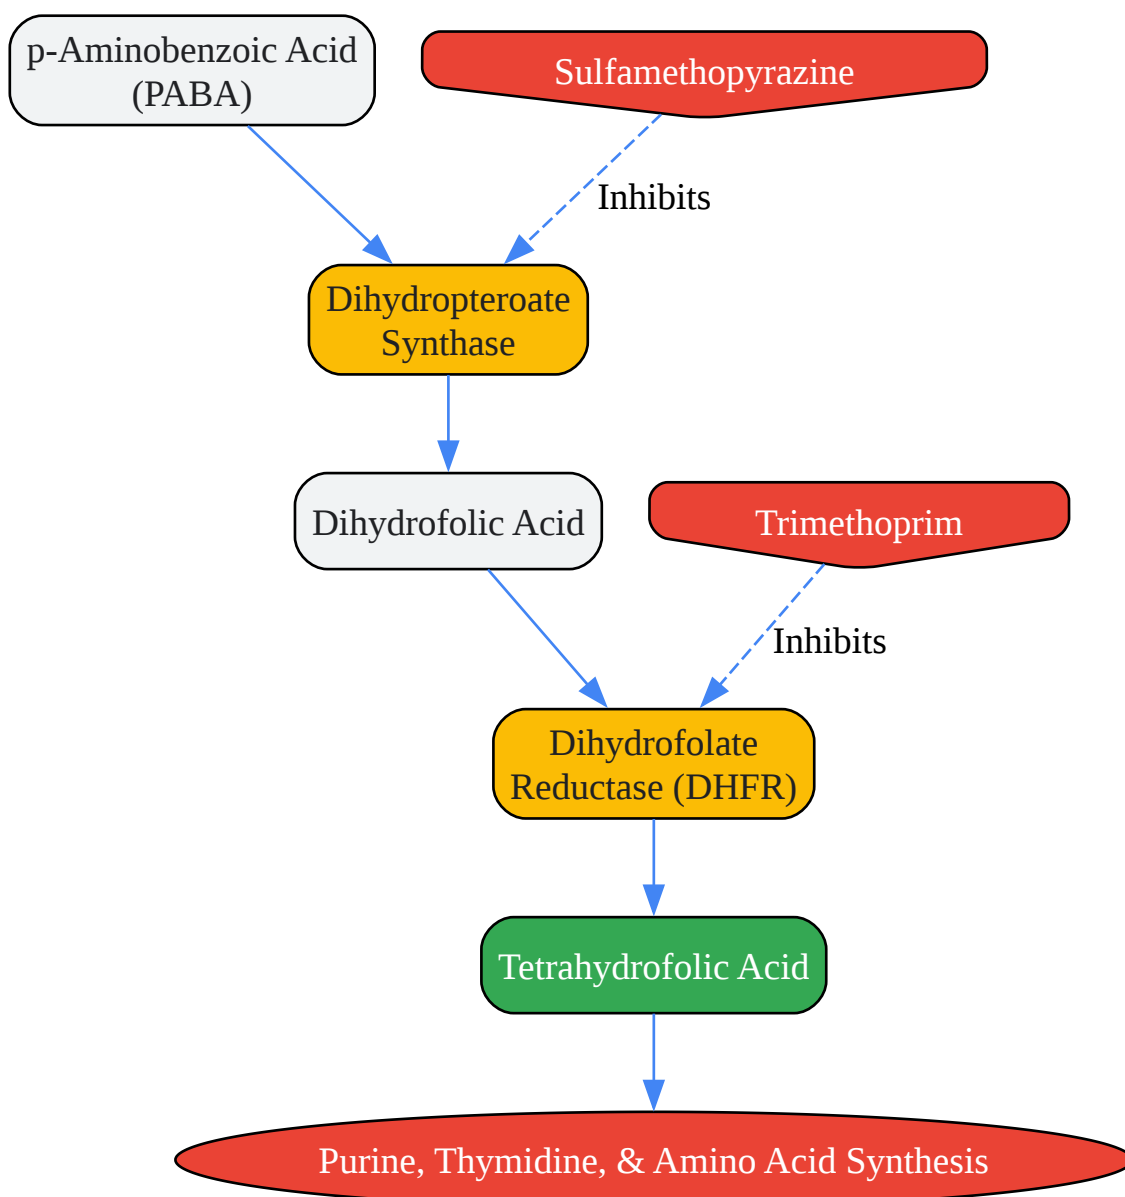 p-Aminobenzoic Acid
(PABA)
Sulfamethopyrazine
Inhibits
Dihydropteroate
Synthase
Dihydrofolic Acid
Trimethoprim
Inhibits
Dihydrofolate
Reductase (DHFR)
Tetrahydrofolic Acid
Purine, Thymidine, & Amino Acid Synthesis